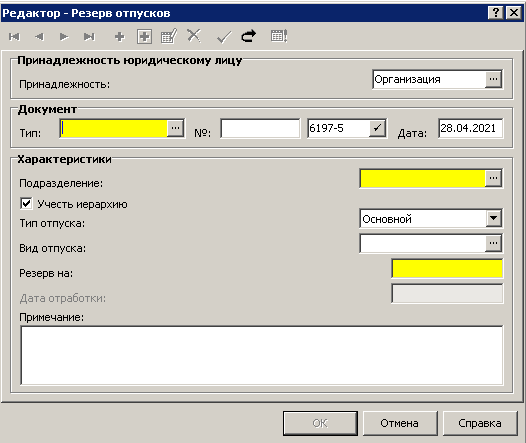 Редактор - Резерв отпусков
Принадлежность юридическому лицу
Принадлежность: Организация ...
Документ
Тип: ... №: 6197-5 Дата: 28.04.2021
Характеристики
Подразделение: ...
Учесть иерархию
Тип отпуска: Основной
Вид отпуска: ...
Резерв на:
Дата отработки:
Примечание:
ОК Отмена Справка